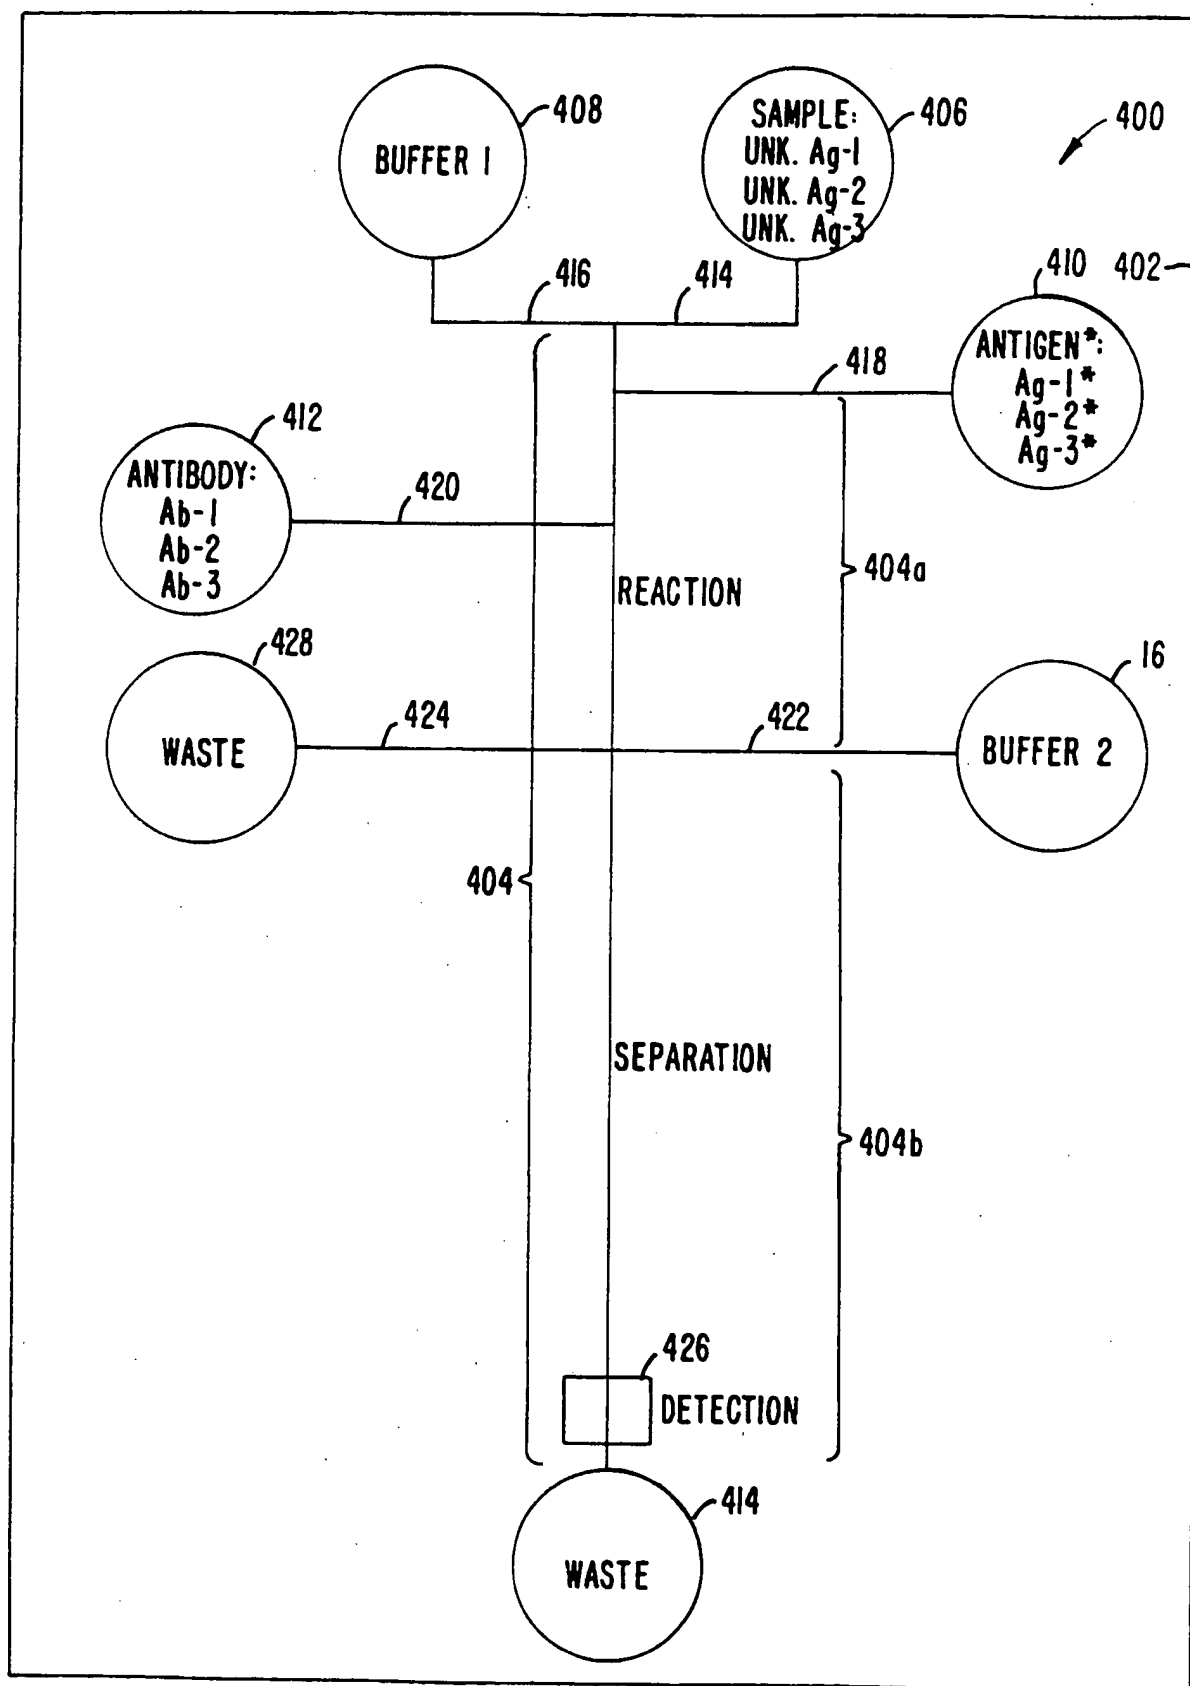 408
BUFFER 1
406
SAMPLE:
UNK. Ag-1
UNK. Ag-2
UNK. Ag-3
400
416
414
410
402
ANTIGEN*:
Ag-1*
Ag-2*
Ag-3*
418
412
ANTIBODY:
Ab-1
Ab-2
Ab-3
420
REACTION
404a
428
WASTE
424
422
16
BUFFER 2
404
SEPARATION
404b
426
DETECTION
414
WASTE